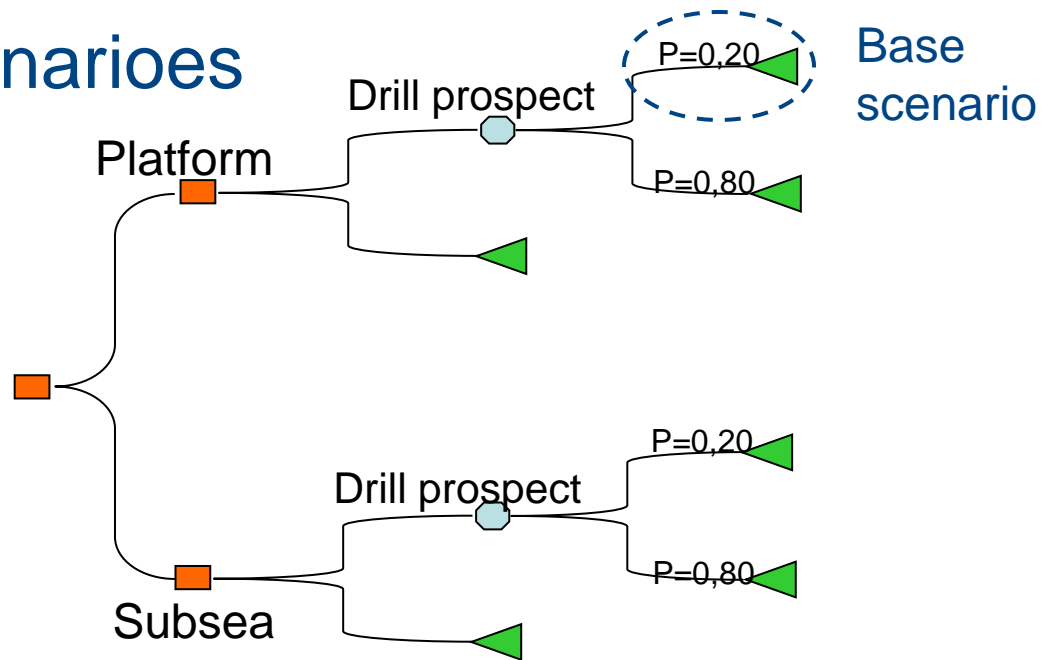 narioes
P=0,20
Base
scenario
Drill prospect
Platform
P=0,80
P=0,20
Drill prospect
P=0,80
Subsea